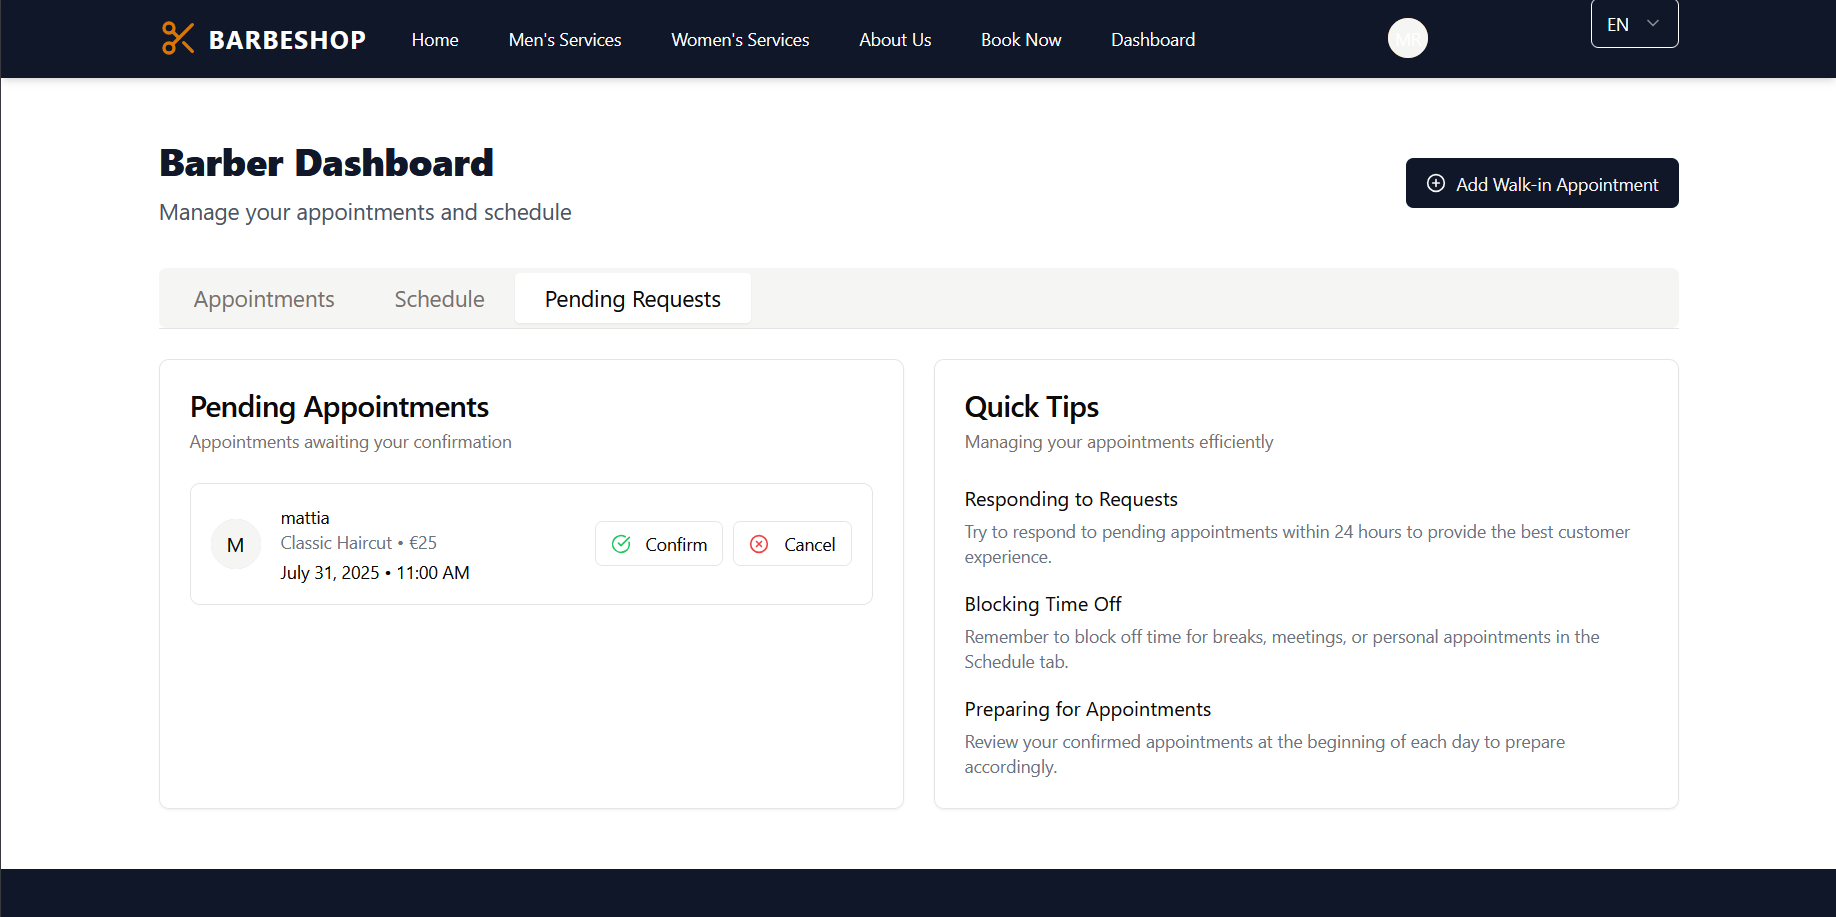 BARBESHOP
Home
Men's Services
Women's Services
About Us
Book Now
Dashboard
EN
Barber Dashboard
Manage your appointments and schedule
Add Walk-in Appointment
Appointments
Schedule
Pending Requests
Pending Appointments
Appointments awaiting your confirmation
M
mattia
Classic Haircut • €25
July 31, 2025 • 11:00 AM
Confirm
Cancel
Quick Tips
Managing your appointments efficiently
Responding to Requests
Try to respond to pending appointments within 24 hours to provide the best customer
experience.
Blocking Time Off
Remember to block off time for breaks, meetings, or personal appointments in the
Schedule tab.
Preparing for Appointments
Review your confirmed appointments at the beginning of each day to prepare
accordingly.